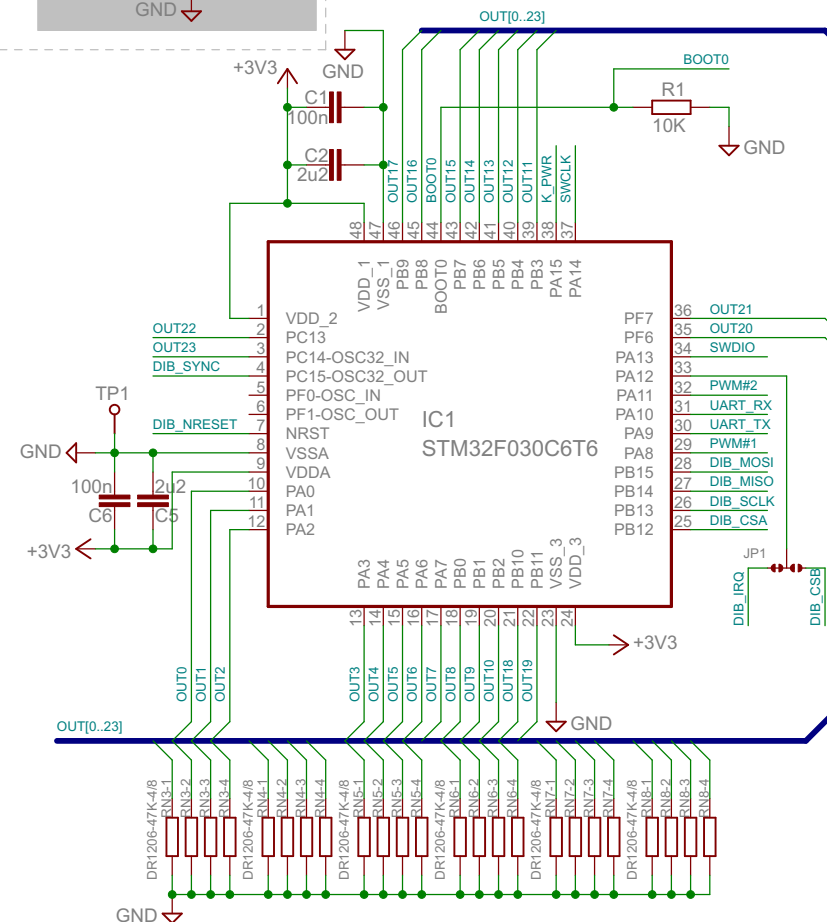 GND
OUT[0..23]
+3V3
GND
BOOT0
C1
100n
R1
10K
GND
C2
2u2
OUT17
OUT16
BOOT0
OUT15
OUT14
OUT13
OUT12
OUT11
K_PWR
SWCLK
48
47
46
45
44
43
42
41
40
39
38
37
VDD_1
VSS_1
PB9
PB8
BOOT0
PB7
PB6
PB5
PB4
PB3
PA15
PA14
1 VDD_2
OUT22 2 PC13
OUT23 3 PC14-OSC32_IN
DIB_SYNC 4 PC15-OSC32_OUT
5 PF0-OSC_IN
6 PF1-OSC_OUT
DIB_NRESET 7 NRST
8 VSSA
9 VDDA
10 PA0
11 PA1
12 PA2
TP1
GND
100n
C6
2u2
C5
+3V3
IC1
STM32F030C6T6
PF7 36 OUT21
PF6 35 OUT20
PA13 34 SWDIO
PA12 33
PA11 32 PWM#2
PA10 31 UART_RX
PA9 30 UART_TX
PA8 29 PWM#1
PB15 28 DIB_MOSI
PB14 27 DIB_MISO
PB13 26 DIB_SCLK
PB12 25 DIB_CSA
JP1
DIB_IRQ
DIB_CSB
PA3
PA4
PA5
PA6
PA7
PB0
PB1
PB2
PB10
PB11
VSS_3
VDD_3
13
14
15
16
17
18
19
20
21
22
23
24
+3V3
OUT0
OUT1
OUT2
OUT3
OUT4
OUT5
OUT6
OUT7
OUT8
OUT9
OUT10
OUT18
OUT19
GND
OUT[0..23]
DR1206-47K-4/8
RN3-1
RN3-2
RN3-3
RN3-4
DR1206-47K-4/8
RN4-1
RN4-2
RN4-3
RN4-4
DR1206-47K-4/8
RN5-1
RN5-2
RN5-3
RN5-4
DR1206-47K-4/8
RN6-1
RN6-2
RN6-3
RN6-4
DR1206-47K-4/8
RN7-1
RN7-2
RN7-3
RN7-4
DR1206-47K-4/8
RN8-1
RN8-2
RN8-3
RN8-4
GND